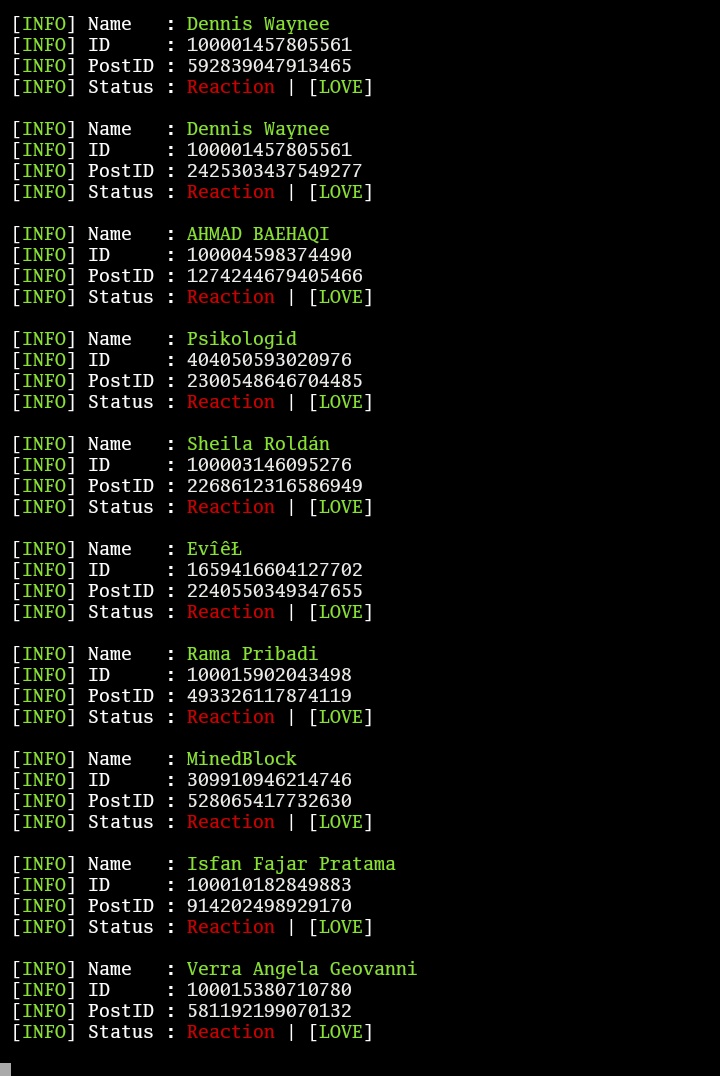 [INFO] Name   : Dennis Waynee
[INFO] ID     : 100001457805561
[INFO] PostID : 592839047913465
[INFO] Status : Reaction | [LOVE]
[INFO] Name   : Dennis Waynee
[INFO] ID     : 100001457805561
[INFO] PostID : 2425303437549277
[INFO] Status : Reaction | [LOVE]
[INFO] Name   : AHMAD BAEHAQI
[INFO] ID     : 100004598374490
[INFO] PostID : 1274244679405466
[INFO] Status : Reaction | [LOVE]
[INFO] Name   : Psikologid
[INFO] ID     : 404050593020976
[INFO] PostID : 2300548646704485
[INFO] Status : Reaction | [LOVE]
[INFO] Name   : Sheila Roldán
[INFO] ID     : 100003146095276
[INFO] PostID : 2268612316586949
[INFO] Status : Reaction | [LOVE]
[INFO] Name   : EvîêŁ
[INFO] ID     : 1659416604127702
[INFO] PostID : 2240550349347655
[INFO] Status : Reaction | [LOVE]
[INFO] Name   : Rama Pribadi
[INFO] ID     : 100015902043498
[INFO] PostID : 493326117874119
[INFO] Status : Reaction | [LOVE]
[INFO] Name   : MinedBlock
[INFO] ID     : 309910946214746
[INFO] PostID : 528065417732630
[INFO] Status : Reaction | [LOVE]
[INFO] Name   : Isfan Fajar Pratama
[INFO] ID     : 100010182849883
[INFO] PostID : 914202498929170
[INFO] Status : Reaction | [LOVE]
[INFO] Name   : Verra Angela Geovanni
[INFO] ID     : 100015380710780
[INFO] PostID : 581192199070132
[INFO] Status : Reaction | [LOVE]